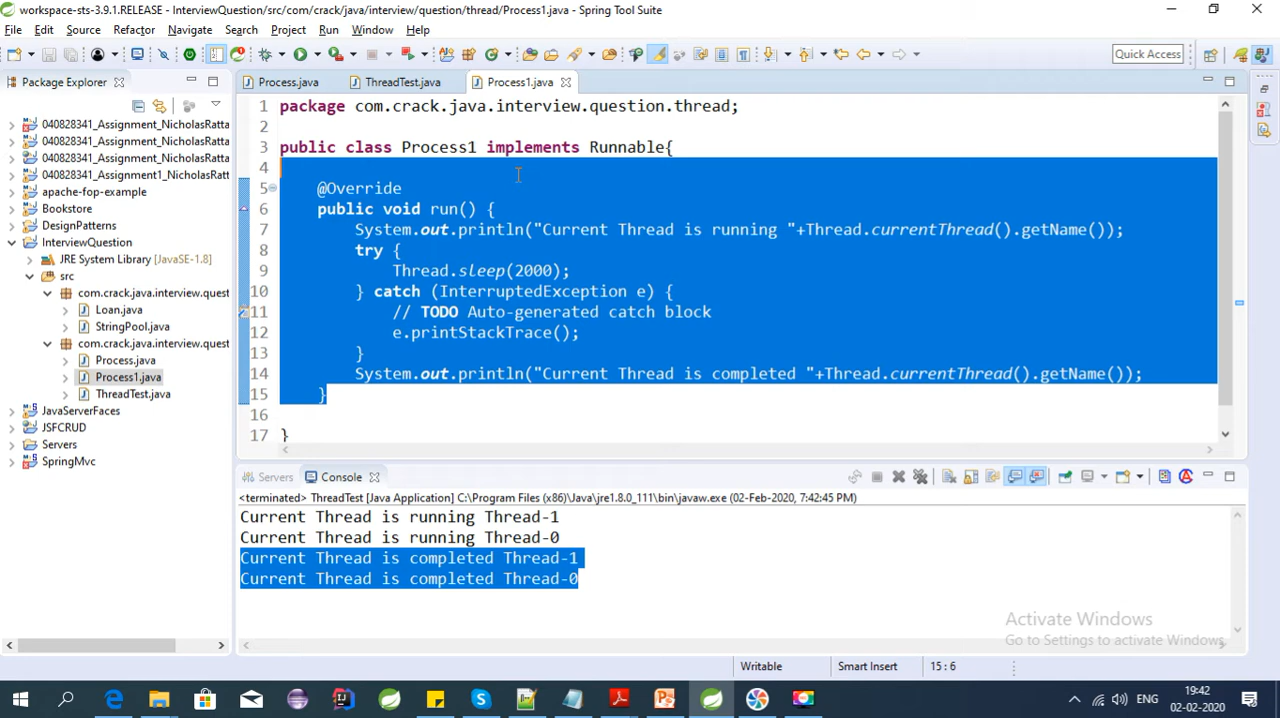 workspace-sts-3.9.1.RELEASE - InterviewQuestion/src/com/crack/java/interview/question/thread/Process1.java - Spring Tool Suite
File Edit Source Refactor Navigate Search Project Run Window Help
Quick Access
Package Explorer
Process.java ThreadTest.java Process1.java
040828341_Assignment_NicholasRatta
040828341_Assignment_NicholasRatta
040828341_Assignment_NicholasRatta
040828341_Assignment1_NicholasRatta
apache-fop-example
Bookstore
DesignPatterns
InterviewQuestion
JRE System Library [JavaSE-1.8]
src
com.crack.java.interview.quest
Loan.java
StringPool.java
com.crack.java.interview.quest
Process.java
Process1.java
ThreadTest.java
JavaServerFaces
JSFCRUD
Servers
SpringMvc
1 package com.crack.java.interview.question.thread;
2
3 public class Process1 implements Runnable{
4
5 @Override
6 public void run() {
7 System.out.println("Current Thread is running "+Thread.currentThread().getName());
8 try {
9 Thread.sleep(2000);
10 } catch (InterruptedException e) {
11 // TODO Auto-generated catch block
12 e.printStackTrace();
13 }
14 System.out.println("Current Thread is completed "+Thread.currentThread().getName());
15 }
16
17 }
Servers Console
<terminated> ThreadTest [Java Application] C:\Program Files (x86)\Java\jre1.8.0_111\bin\javaw.exe (02-Feb-2020, 7:42:45 PM)
Current Thread is running Thread-1
Current Thread is running Thread-0
Current Thread is completed Thread-1
Current Thread is completed Thread-0
Activate Windows
Go to Settings to activate Windows.
Writable Smart Insert 15 : 6
ENG
19:42
02-02-2020